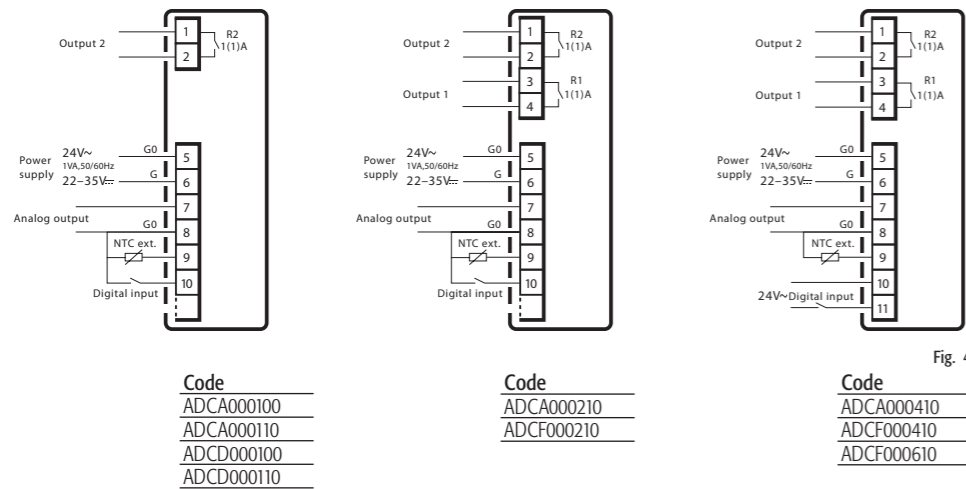 Output 2
1
2
R2
1(1)A
Power supply
24V~
1VA,50/60Hz
22–35V⎓
G0
G
5
6
7
Analog output
G0
8
NTC ext.
9
10
Digital input
Code
ADCA000100
ADCA000110
ADCD000100
ADCD000110
Output 2
1
2
R2
1(1)A
Output 1
3
4
R1
1(1)A
Power supply
24V~
1VA,50/60Hz
22–35V⎓
G0
G
5
6
7
Analog output
G0
8
NTC ext.
9
10
Digital input
Code
ADCA000210
ADCF000210
Output 2
1
2
R2
1(1)A
Output 1
3
4
R1
1(1)A
Power supply
24V~
1VA,50/60Hz
22–35V⎓
G0
G
5
6
7
Analog output
G0
8
NTC ext.
9
10
24V~Digital input
11
Fig. 4
Code
ADCA000410
ADCF000410
ADCF000610